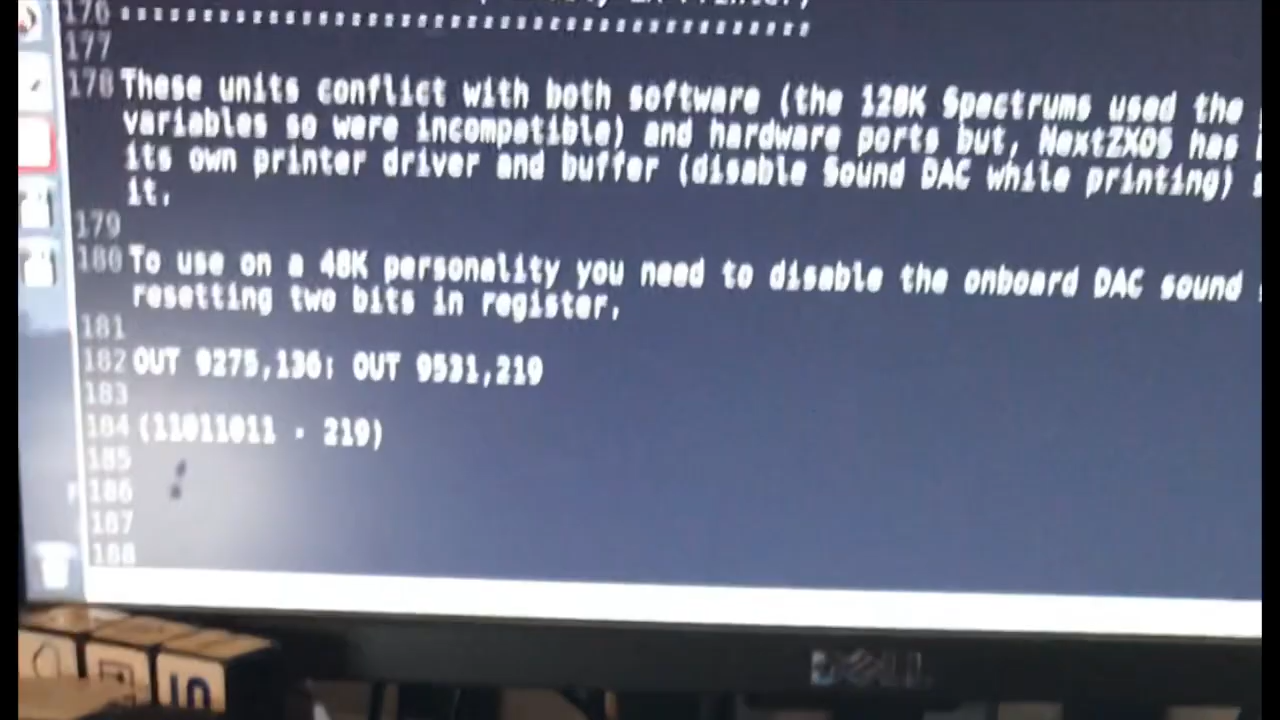 176
177
178 These units conflict with both software (the 128K Spectrums used the
variables so were incompatible) and hardware ports but, NextZXOS has
its own printer driver and buffer (disable Sound DAC while printing)
it.
179
180 To use on a 48K personality you need to disable the onboard DAC sound
resetting two bits in register.
181
182 OUT 9275,136: OUT 9531,219
183
184 (11011011 - 219)
185
186
187
188
DELL